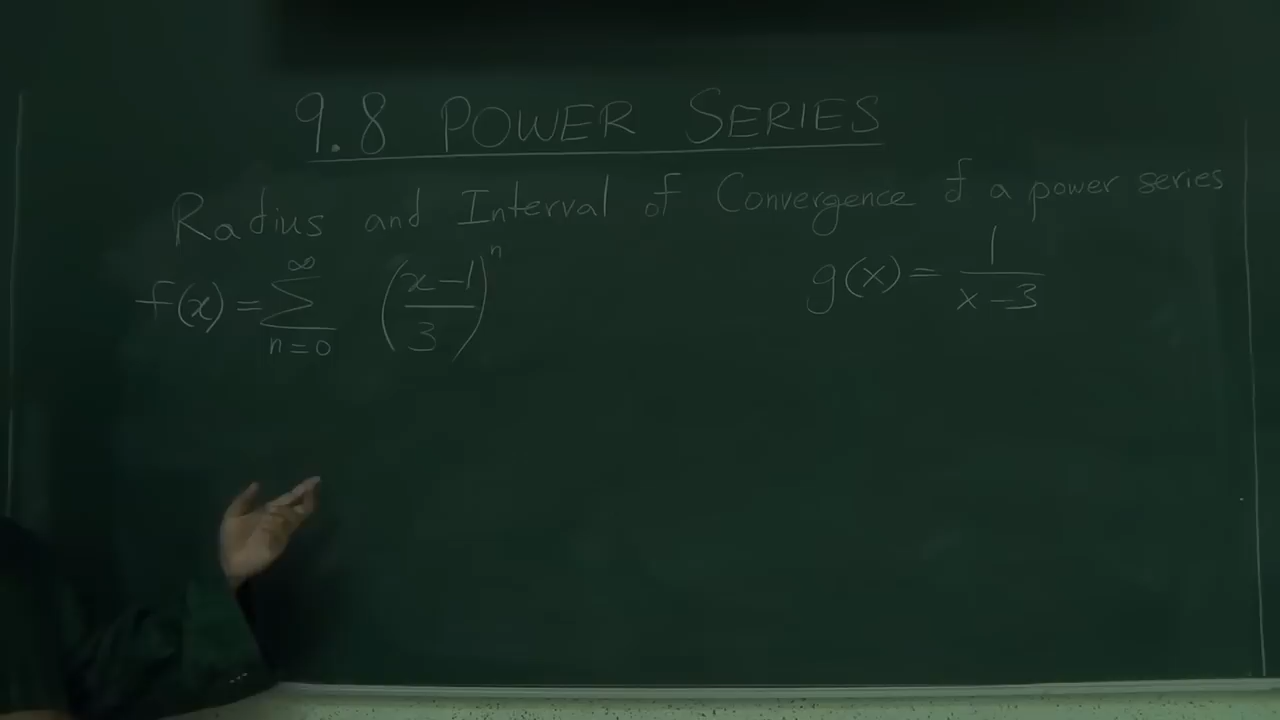 9.8 POWER SERIES
Radius and Interval of Convergence of a power series
f(x) = ∑_{n=0}^{∞} ((x-1)/3)^n
g(x) = 1/(x-3)